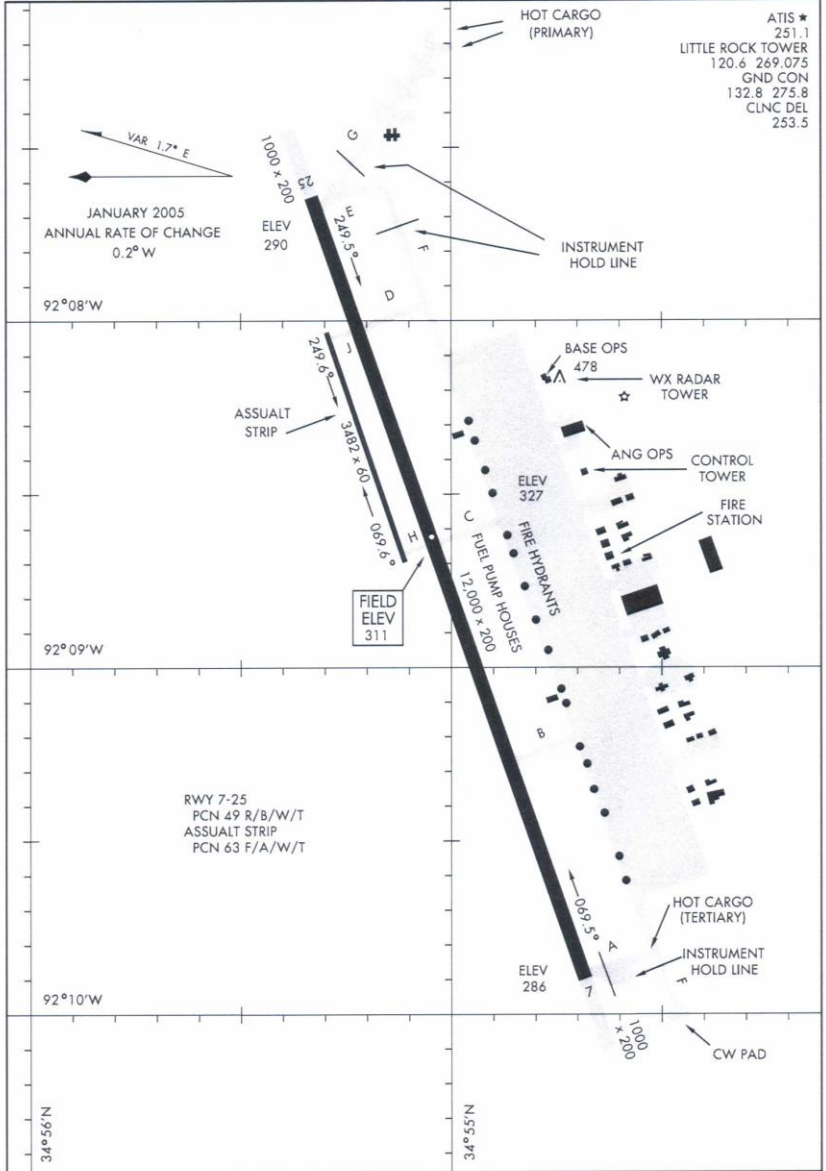 HOT CARGO
(PRIMARY)
ATIS ★
251.1
LITTLE ROCK TOWER
120.6 269.075
GND CON
132.8 275.8
CLNC DEL
253.5
VAR 1.7° E
JANUARY 2005
ANNUAL RATE OF CHANGE
0.2° W
1000 x 200
25
G
ELEV
290
E
249.5°
F
INSTRUMENT
HOLD LINE
D
92°08'W
J
249.6°
BASE OPS
478
WX RADAR
TOWER
ASSUALT
STRIP
3482 x 60
ANG OPS
CONTROL
TOWER
ELEV
327
FIRE
STATION
069.6°
H
C
FUEL PUMP HOUSES
FIRE HYDRANTS
12,000 x 200
FIELD
ELEV
311
92°09'W
B
RWY 7-25
PCN 49 R/B/W/T
ASSUALT STRIP
PCN 63 F/A/W/T
069.5°
A
HOT CARGO
(TERTIARY)
INSTRUMENT
HOLD LINE
ELEV
286
7
F
92°10'W
1000
x 200
CW PAD
34°56'N
34°55'N